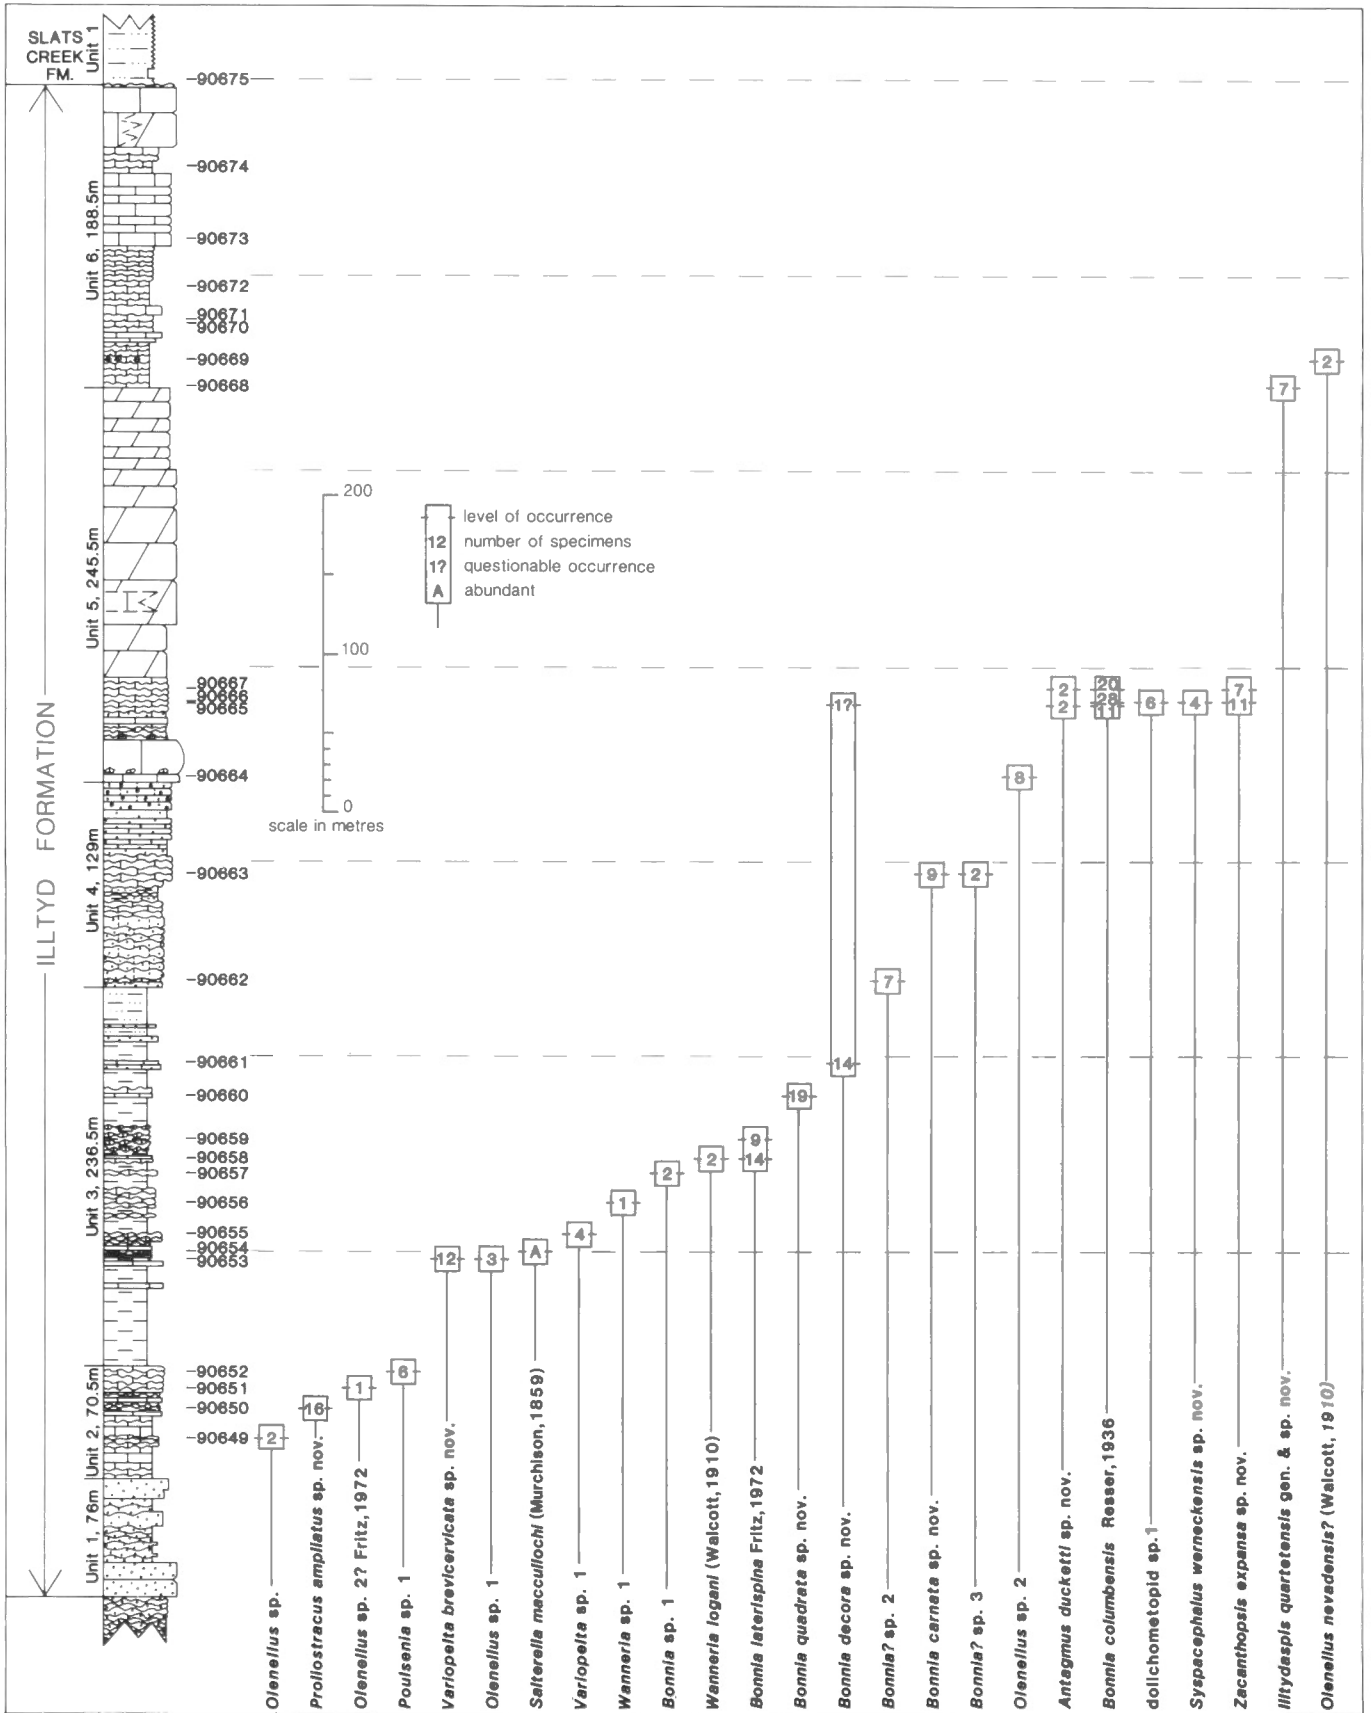 SLATS
CREEK
FM.
Unit 1
ILLTYD FORMATION
Unit 6, 188.5m
Unit 5, 245.5m
Unit 4, 129m
Unit 3, 236.5m
Unit 2, 70.5m
Unit 1, 76m
90675
90674
90673
90672
90671
90670
90669
90668
90667
90666
90665
90664
90663
90662
90661
90660
90659
90658
90657
90656
90655
90654
90653
90652
90651
90650
90649
200
100
0
scale in metres
level of occurrence
12 number of specimens
1? questionable occurrence
A abundant
2
7
1?
2
2
20
28
11
6
4
7
11
8
9
2
7
14
19
9
14
2
2
1
4
12
3
A
6
1
16
2
Olenellus sp.
Proliostracus ampliatus sp. nov.
Olenellus sp. 2? Fritz, 1972
Poulsenia sp. 1
Variopelta brevicervicata sp. nov.
Olenellus sp. 1
Salterella maccullochi (Murchison, 1859)
Variopelta sp. 1
Wanneria sp. 1
Bonnia sp. 1
Wanneria logani (Walcott, 1910)
Bonnia laterispina Fritz, 1972
Bonnia quadrata sp. nov.
Bonnia decora sp. nov.
Bonnia? sp. 2
Bonnia carnata sp. nov.
Bonnia? sp. 3
Olenellus sp. 2
Antagmus ducketti sp. nov.
Bonnia columbensis Resser, 1936
dolichometopid sp. 1
Syspacephalus werneckensis sp. nov.
Zacanthopsis expansa sp. nov.
Illtydaspis quartetensis gen. & sp. nov.
Olenellus nevadensis? (Walcott, 1910)